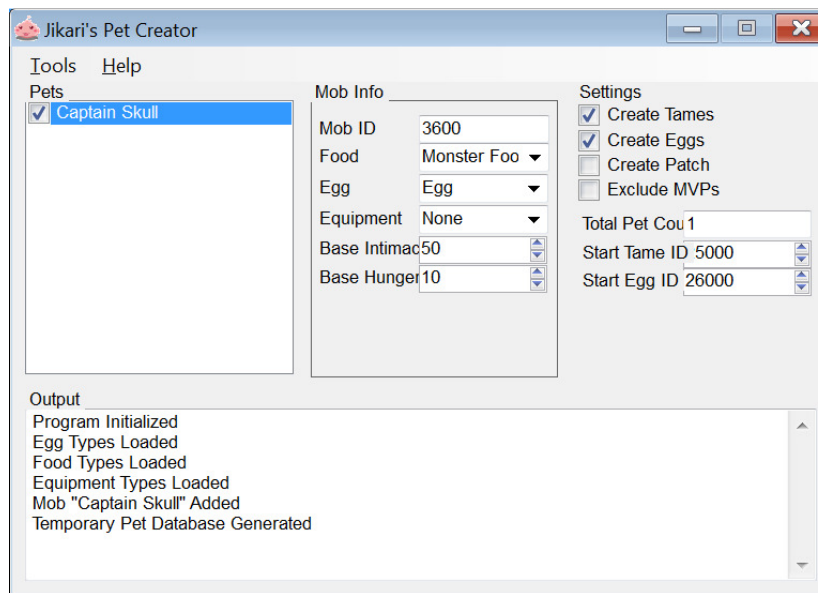 Jikari's Pet Creator
Tools Help
Pets
Captain Skull
Mob Info
Mob ID 3600
Food Monster Foo
Egg Egg
Equipment None
Base Intimac 50
Base Hunger 10
Settings
Create Tames
Create Eggs
Create Patch
Exclude MVPs
Total Pet Cou 1
Start Tame ID 5000
Start Egg ID 26000
Output
Program Initialized
Egg Types Loaded
Food Types Loaded
Equipment Types Loaded
Mob "Captain Skull" Added
Temporary Pet Database Generated